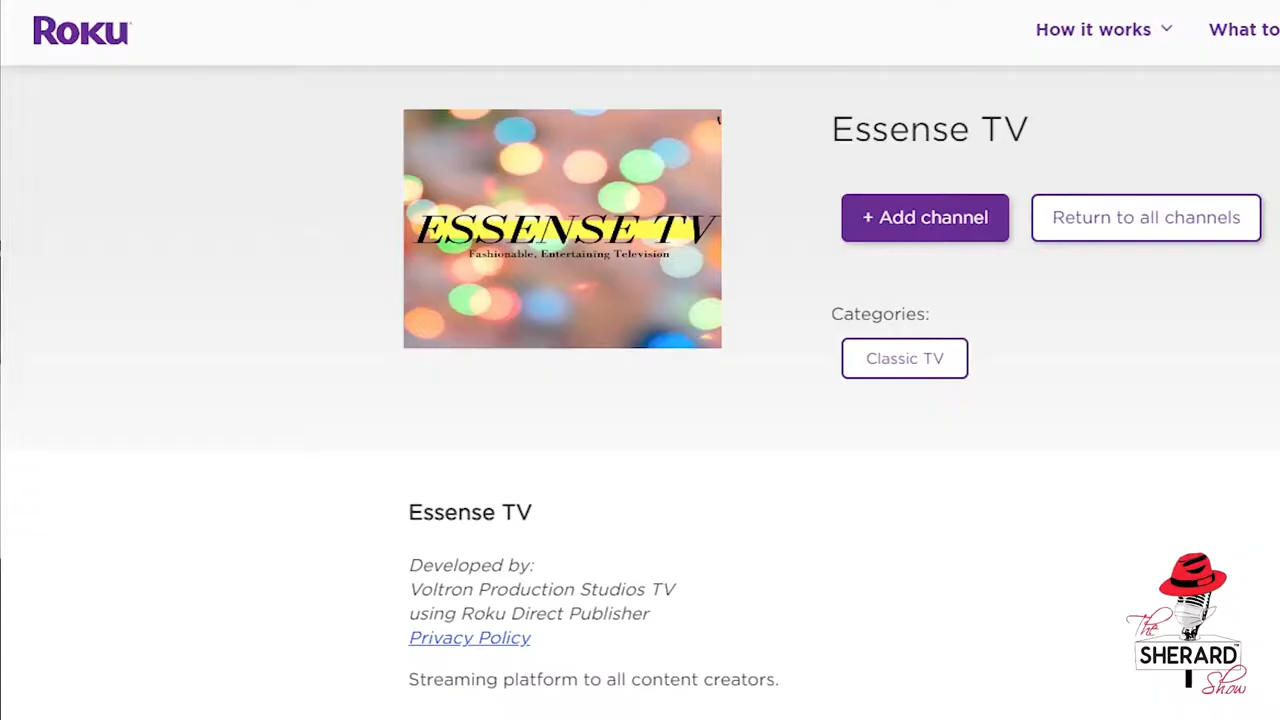 Roku
How it works
What to
ESSENSE TV
Fashionable, Entertaining Television
Essense TV
+ Add channel
Return to all channels
Categories:
Classic TV
Essense TV
Developed by:
Voltron Production Studios TV
using Roku Direct Publisher
Privacy Policy
Streaming platform to all content creators.
The
SHERARD™
Show